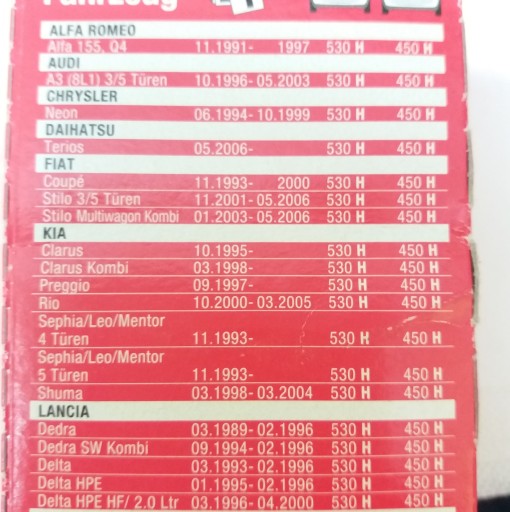 Fahrzeug
ALFA ROMEO
Alfa 155, Q4 11.1991- 1997 530 H 450 H
AUDI
A3 (8L1) 3/5 Türen 10.1996-05.2003 530 H 450 H
CHRYSLER
Neon 06.1994-10.1999 530 H 450 H
DAIHATSU
Terios 05.2006- 530 H 450 H
FIAT
Coupé 11.1993- 2000 530 H 450 H
Stilo 3/5 Türen 11.2001-05.2006 530 H 450 H
Stilo Multiwagon Kombi 01.2003-05.2006 530 H 450 H
KIA
Clarus 10.1995- 530 H 450 H
Clarus Kombi 03.1998- 530 H 450 H
Preggio 09.1997- 530 H 450 H
Rio 10.2000-03.2005 530 H 450 H
Sephia/Leo/Mentor
4 Türen 11.1993- 530 H 450 H
Sephia/Leo/Mentor
5 Türen 11.1993- 530 H 450 H
Shuma 03.1998-03.2004 530 H 450 H
LANCIA
Dedra 03.1989-02.1996 530 H 450 H
Dedra SW Kombi 09.1994-02.1996 530 H 450 H
Delta 03.1993-02.1996 530 H 450 H
Delta HPE 01.1995-02.1996 530 H 450 H
Delta HPE HF/ 2.0 Ltr 03.1996-04.2000 530 H 450 H